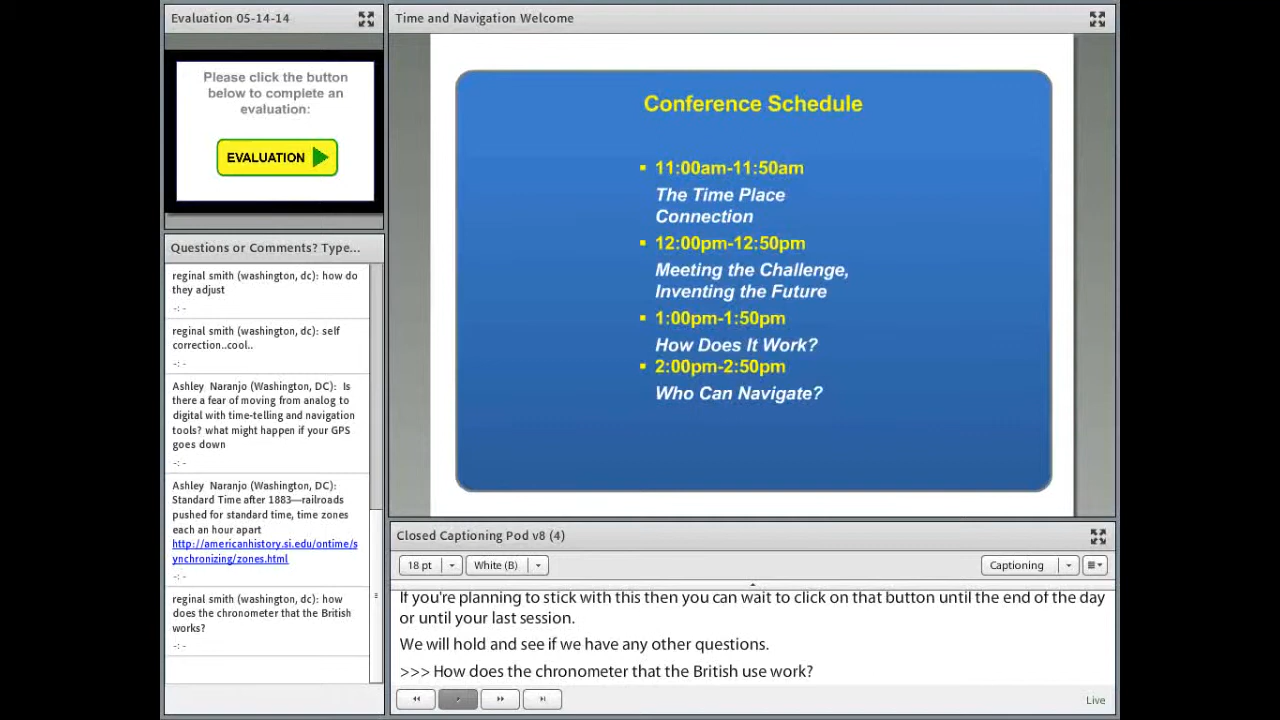 Evaluation 05-14-14
Please click the button
below to complete an
evaluation:
EVALUATION
Questions or Comments? Type...
reginal smith (washington, dc): how do
they adjust
-: -
reginal smith (washington, dc): self
correction..cool..
-: -
Ashley Naranjo (Washington, DC): Is
there a fear of moving from analog to
digital with time-telling and navigation
tools? what might happen if your GPS
goes down
-: -
Ashley Naranjo (Washington, DC):
Standard Time after 1883—railroads
pushed for standard time, time zones
each an hour apart
http://americanhistory.si.edu/ontime/s
ynchronizing/zones.html
-: -
reginal smith (washington, dc): how
does the chronometer that the British
works?
-: -
Time and Navigation Welcome
Conference Schedule
▪ 11:00am-11:50am
The Time Place
Connection
▪ 12:00pm-12:50pm
Meeting the Challenge,
Inventing the Future
▪ 1:00pm-1:50pm
How Does It Work?
▪ 2:00pm-2:50pm
Who Can Navigate?
Closed Captioning Pod v8 (4)
18 pt White (B) Captioning
If you're planning to stick with this then you can wait to click on that button until the end of the day
or until your last session.
We will hold and see if we have any other questions.
>>> How does the chronometer that the British use work?
Live